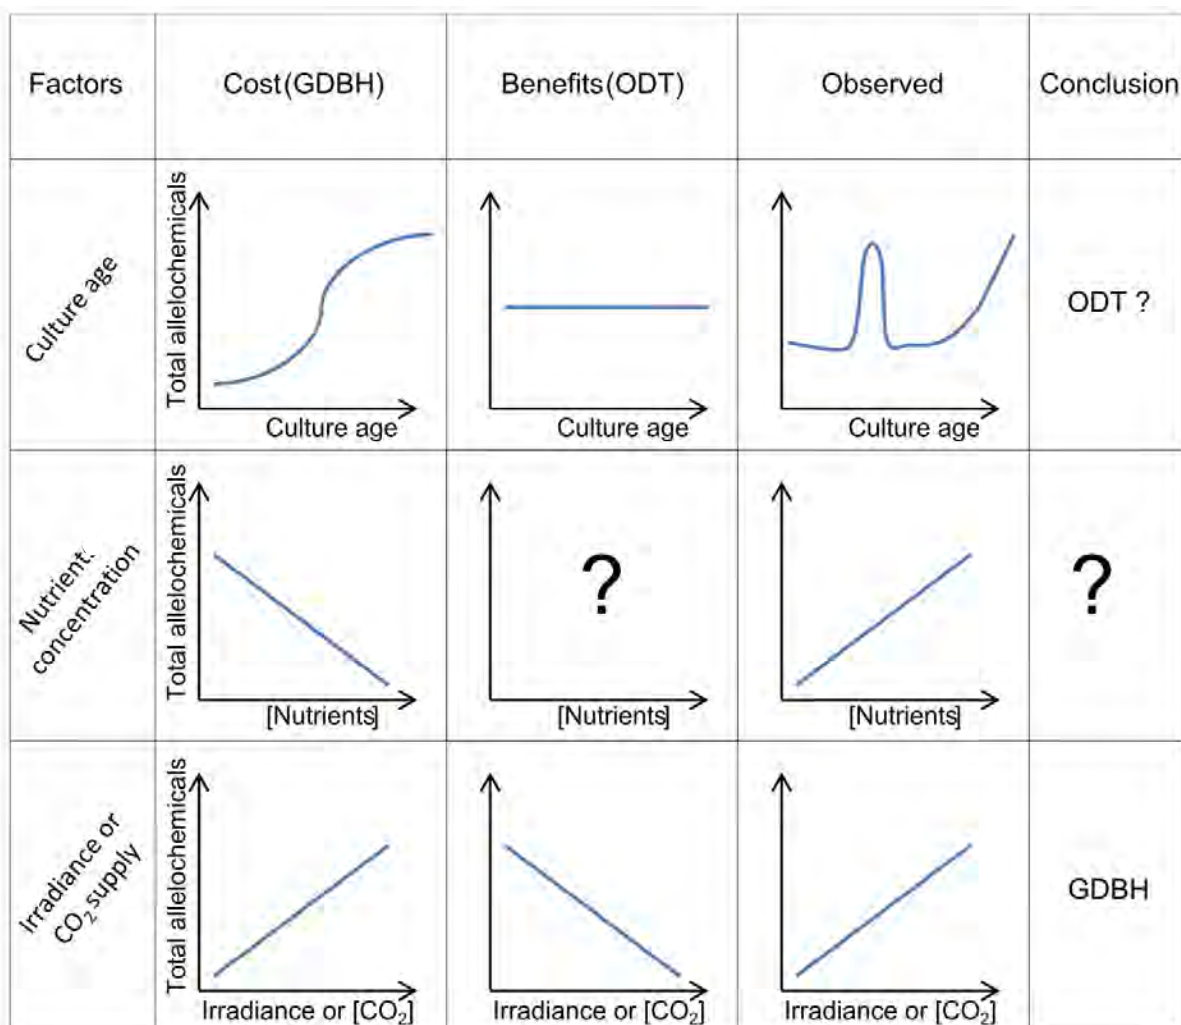 Factors
Cost(GDBH)
Benefits(ODT)
Observed
Conclusion
Culture age
Total allelochemicals
Culture age
Culture age
Culture age
ODT ?
Nutrient.
concentration
Total allelochemicals
[Nutrients]
?
[Nutrients]
[Nutrients]
?
Irradiance or
CO₂ supply
Total allelochemicals
Irradiance or [CO₂]
Irradiance or [CO₂]
Irradiance or [CO₂]
GDBH